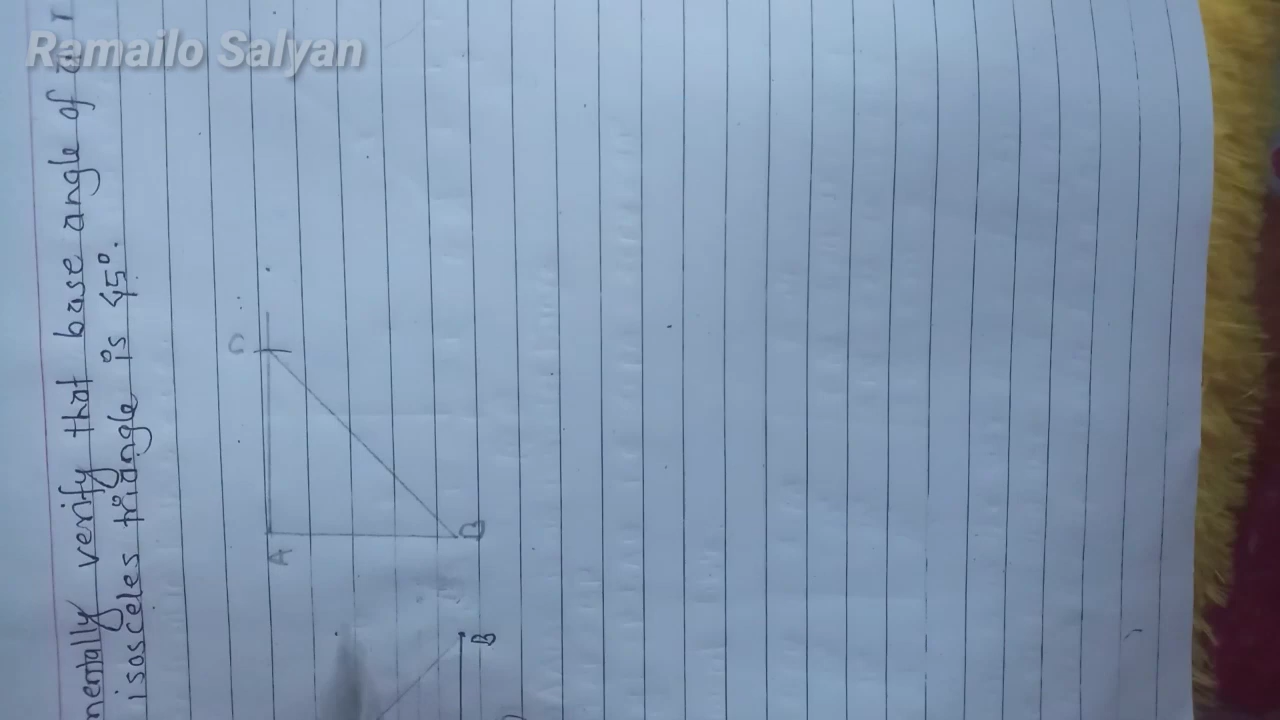 Ramailo Salyan
mentally verify that base angle of a r
isosceles triangle is 45°.
C
A
B
B